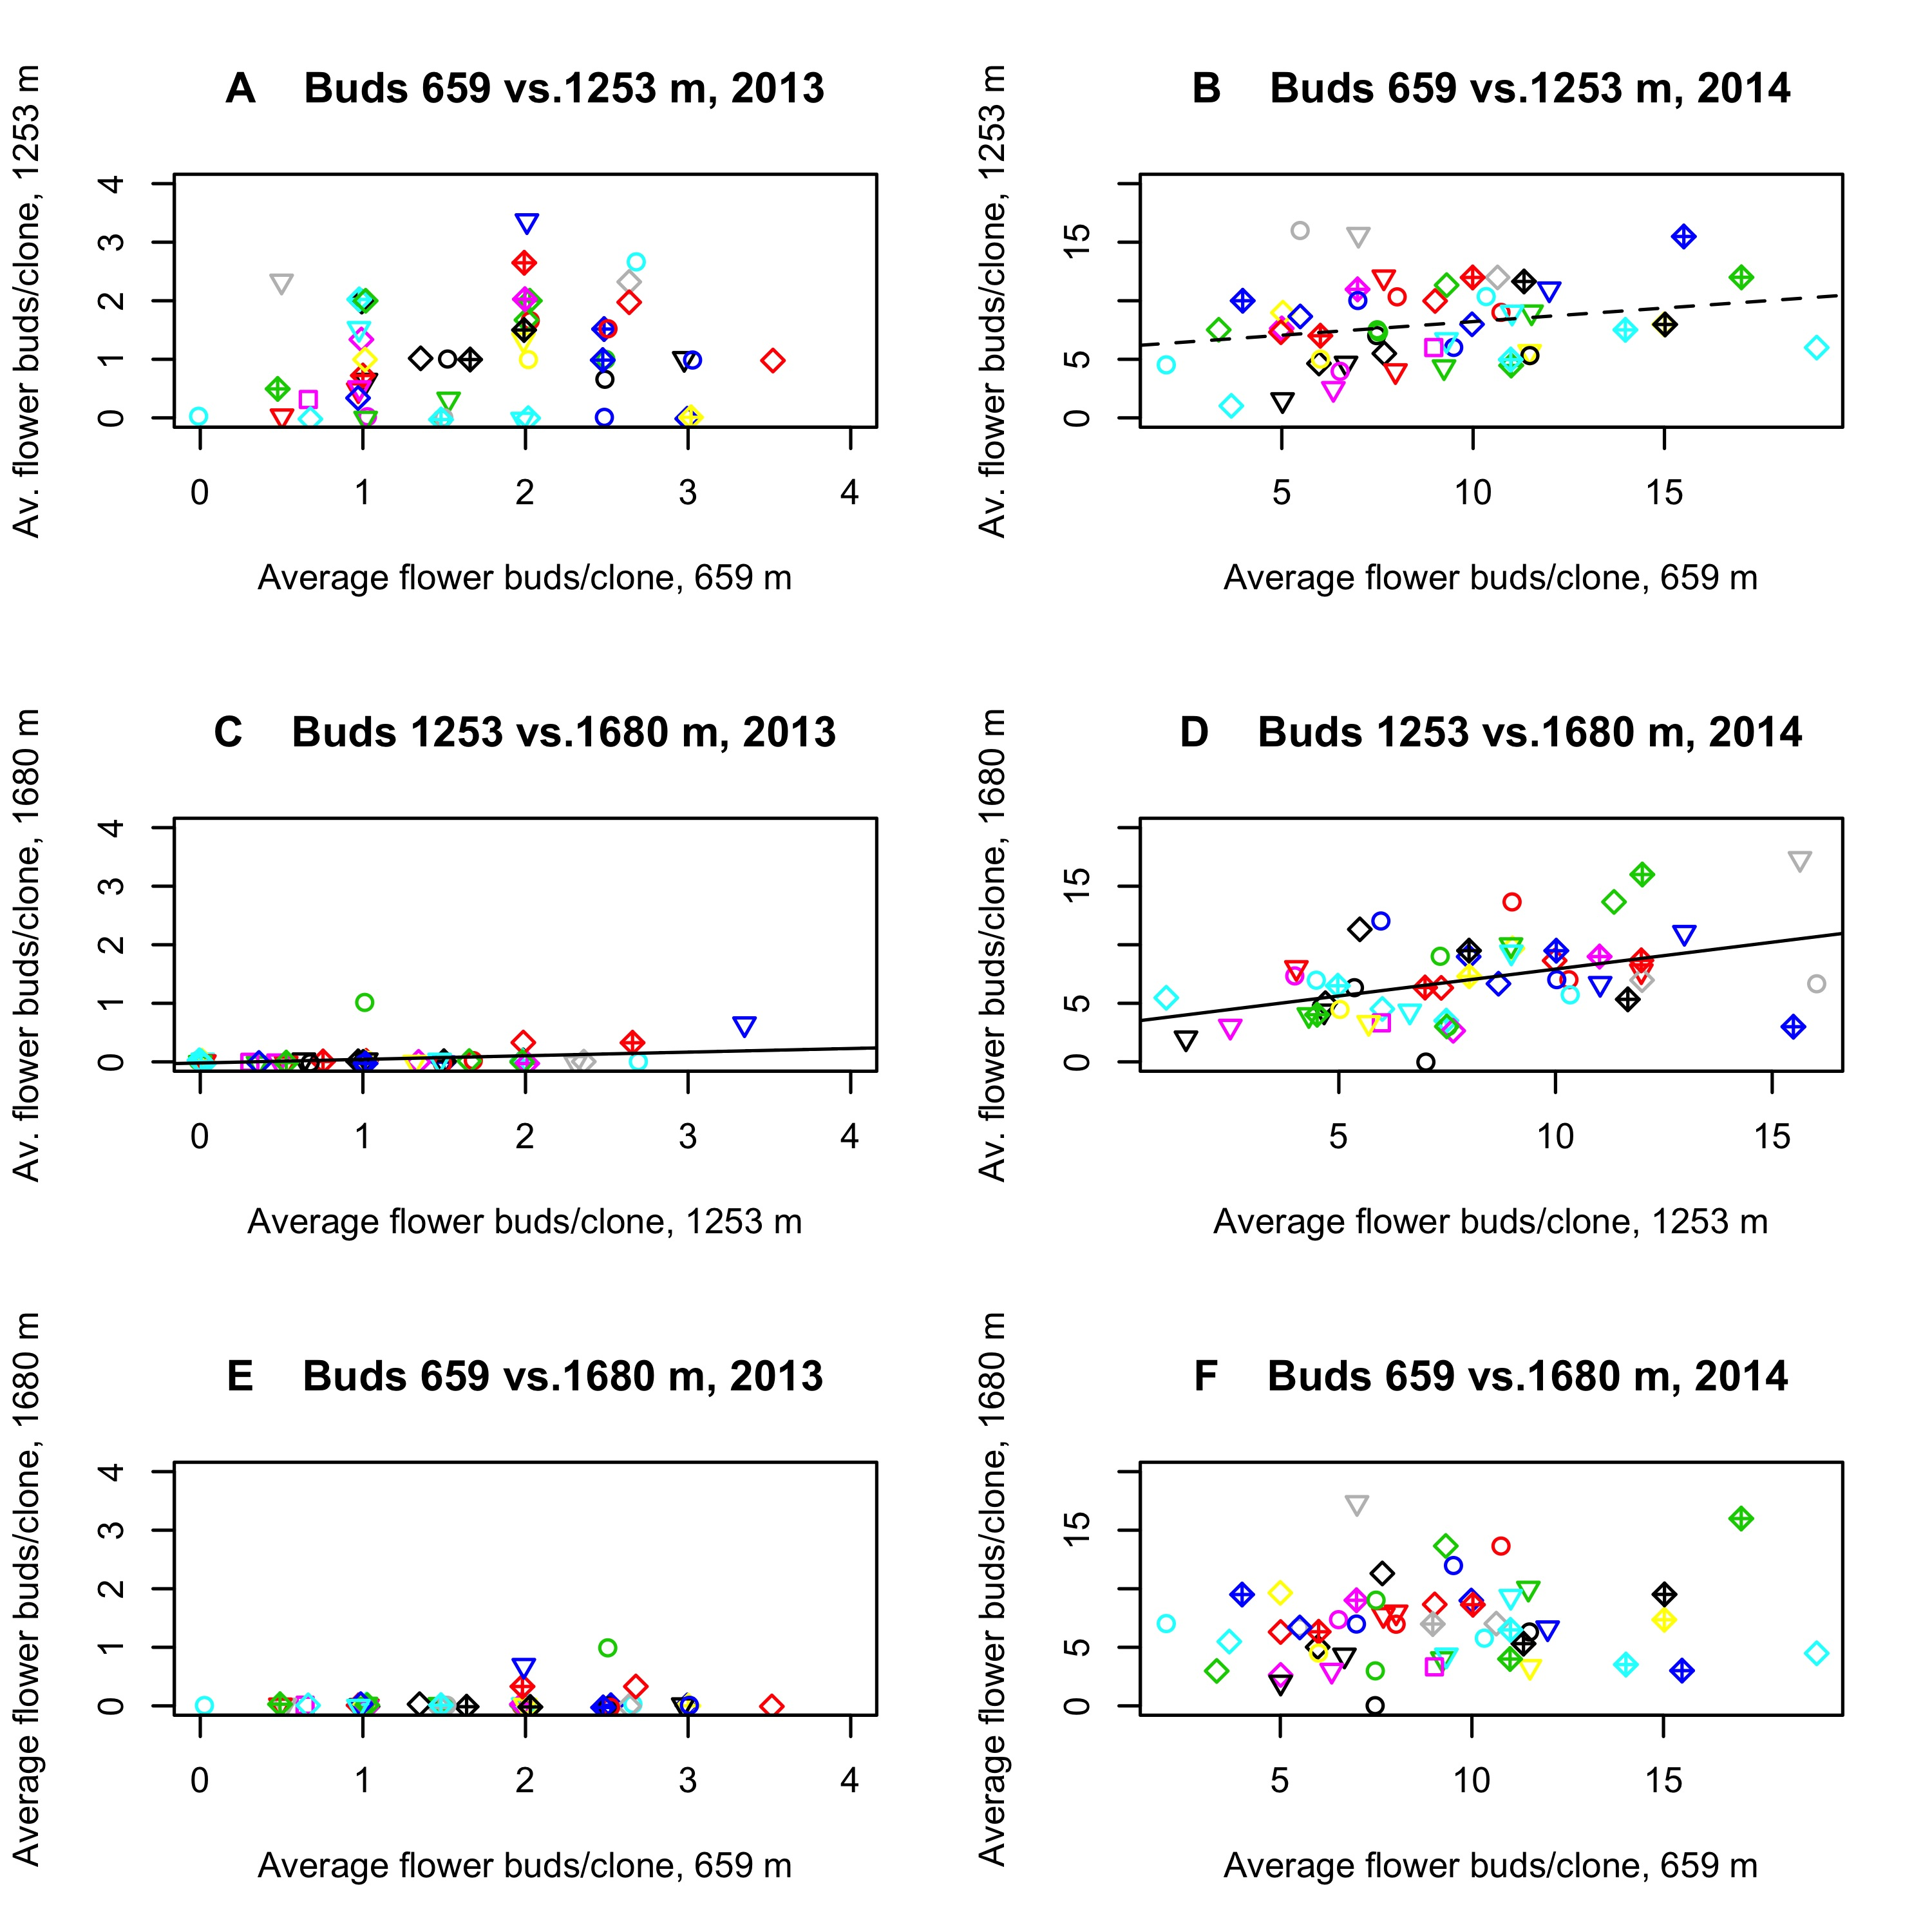 A Buds 659 vs.1253 m, 2013
Av. flower buds/clone, 1253 m
4
3
2
1
0
0 1 2 3 4
Average flower buds/clone, 659 m
B Buds 659 vs.1253 m, 2014
Av. flower buds/clone, 1253 m
15
5
0
5 10 15
Average flower buds/clone, 659 m
C Buds 1253 vs.1680 m, 2013
Av. flower buds/clone, 1680 m
4
3
2
1
0
0 1 2 3 4
Average flower buds/clone, 1253 m
D Buds 1253 vs.1680 m, 2014
Av. flower buds/clone, 1680 m
15
5
0
5 10 15
Average flower buds/clone, 1253 m
E Buds 659 vs.1680 m, 2013
Average flower buds/clone, 1680 m
4
3
2
1
0
0 1 2 3 4
Average flower buds/clone, 659 m
F Buds 659 vs.1680 m, 2014
Average flower buds/clone, 1680 m
15
5
0
5 10 15
Average flower buds/clone, 659 m